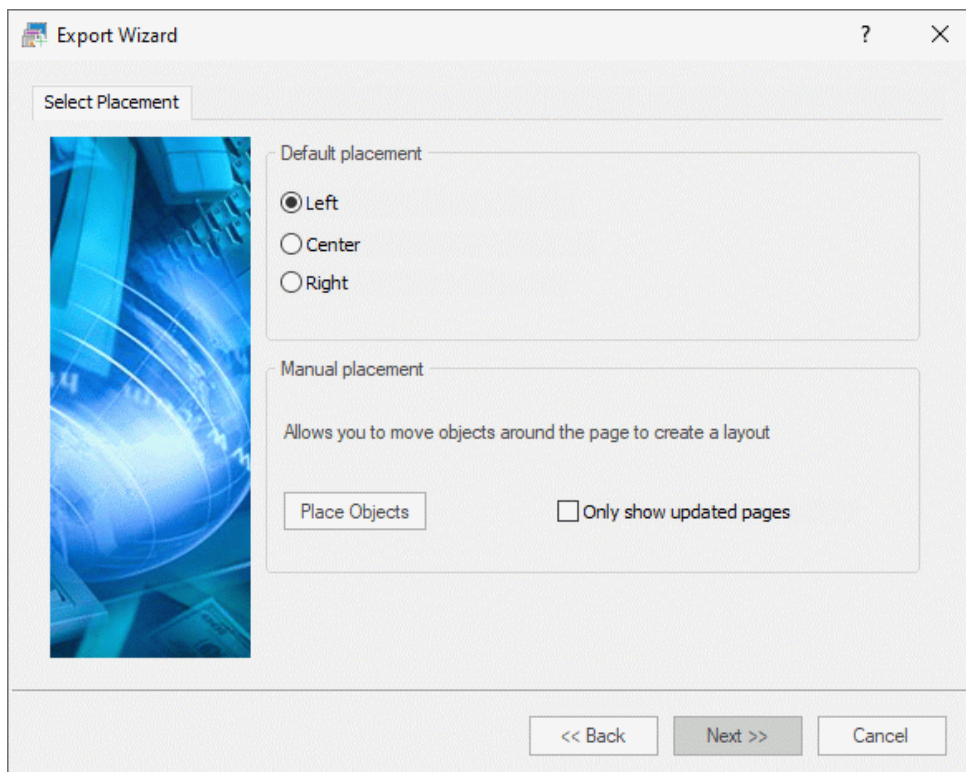 Export Wizard
?
Select Placement
Default placement
Left
Center
Right
Manual placement
Allows you to move objects around the page to create a layout
Place Objects
Only show updated pages
<< Back
Next >>
Cancel